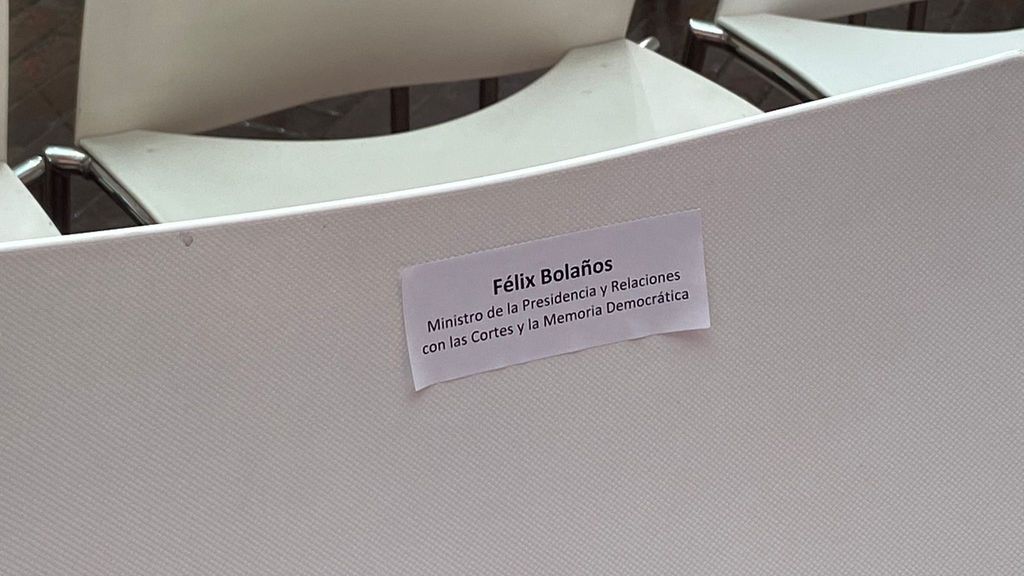 Félix Bolaños
Ministro de la Presidencia y Relaciones
con las Cortes y la Memoria Democrática